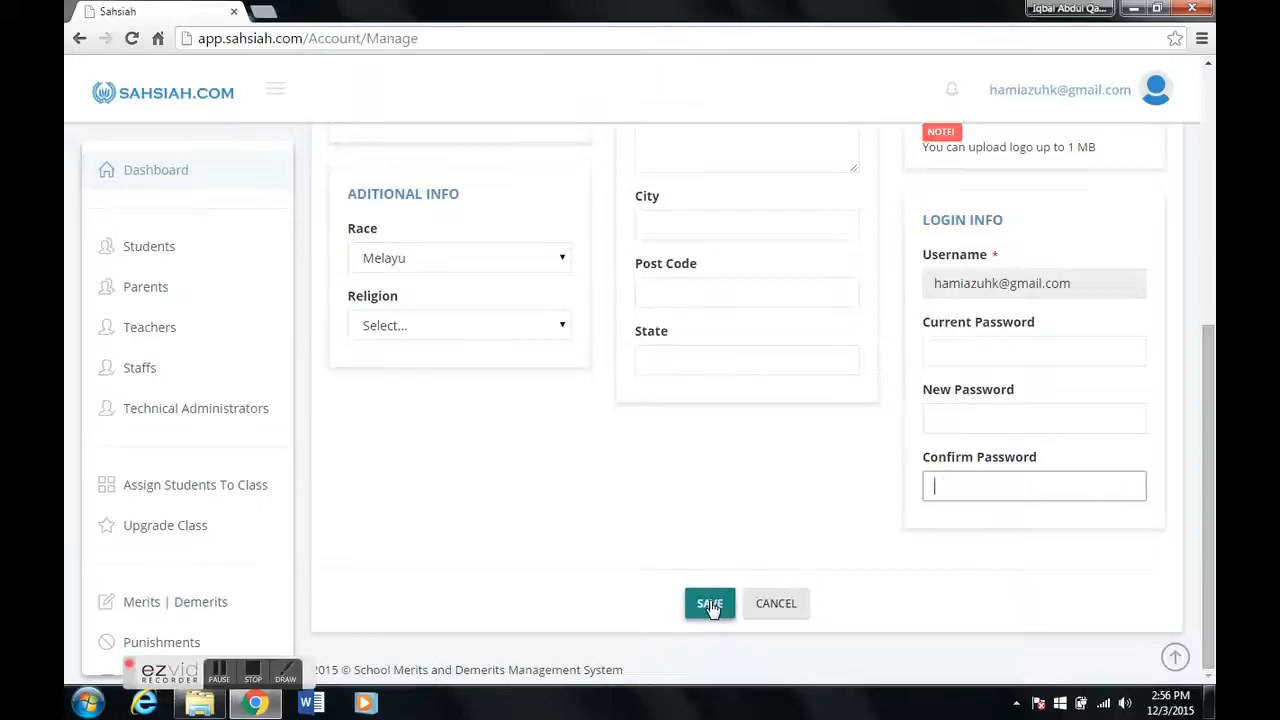 Sahsiah
Iqbal Abdul Qa...
app.sahsiah.com/Account/Manage
SAHSIAH.COM
hamiazuhk@gmail.com
Dashboard
Students
Parents
Teachers
Staffs
Technical Administrators
Assign Students To Class
Upgrade Class
Merits | Demerits
Punishments
ADITIONAL INFO
Race
Melayu
Religion
Select...
City
Post Code
State
NOTE!
You can upload logo up to 1 MB
LOGIN INFO
Username *
hamiazuhk@gmail.com
Current Password
New Password
Confirm Password
SAVE
CANCEL
2015 © School Merits and Demerits Management System
ezvid
RECORDER
PAUSE
STOP
DRAW
2:56 PM
12/3/2015